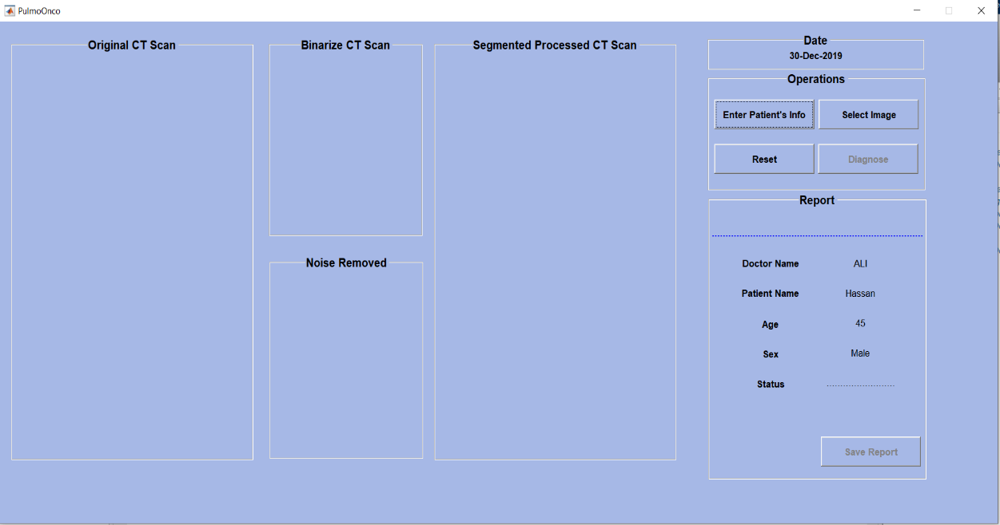 PulmoOnco
Original CT Scan
Binarize CT Scan
Noise Removed
Segmented Processed CT Scan
Date
30-Dec-2019
Operations
Enter Patient's Info
Select Image
Reset
Diagnose
Report
Doctor Name ALI
Patient Name Hassan
Age 45
Sex Male
Status ..........................
Save Report